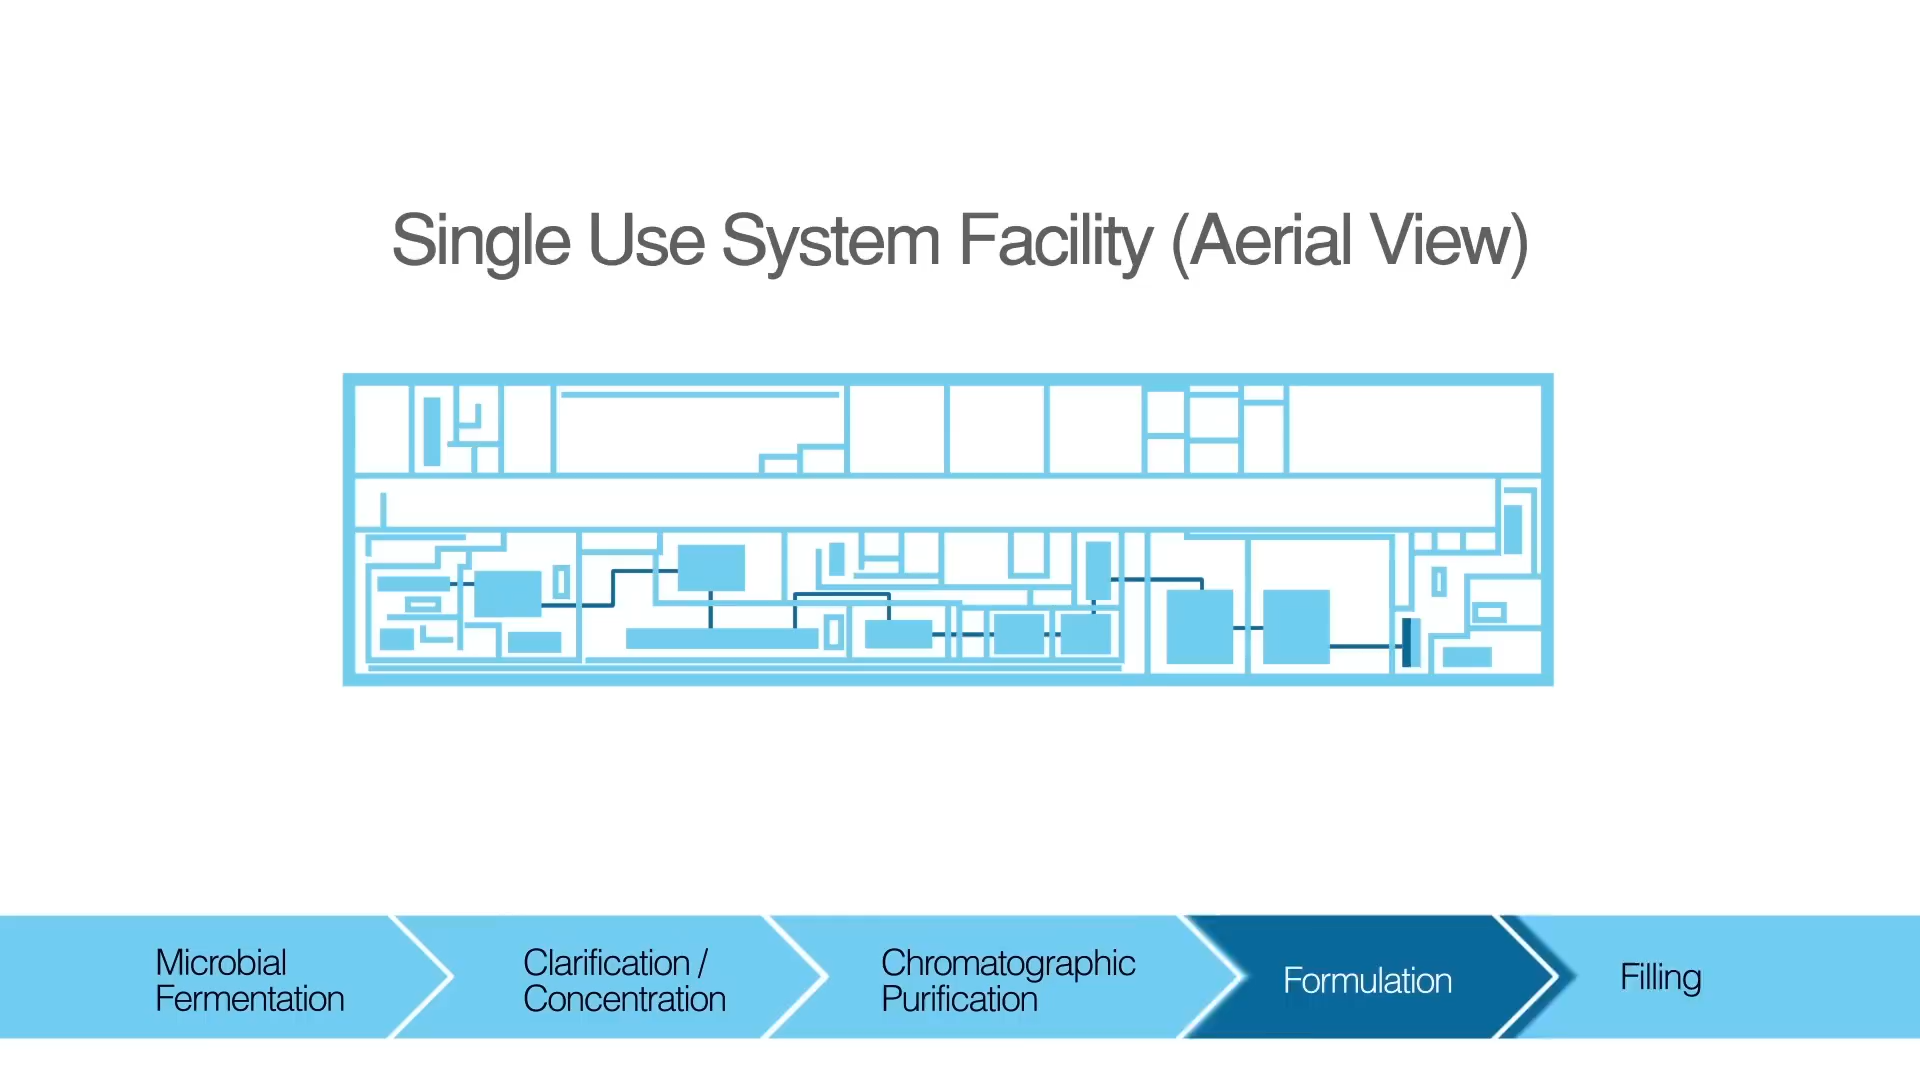 Single Use System Facility (Aerial View)
Microbial
Fermentation
Clarification /
Concentration
Chromatographic
Purification
Formulation
Filling